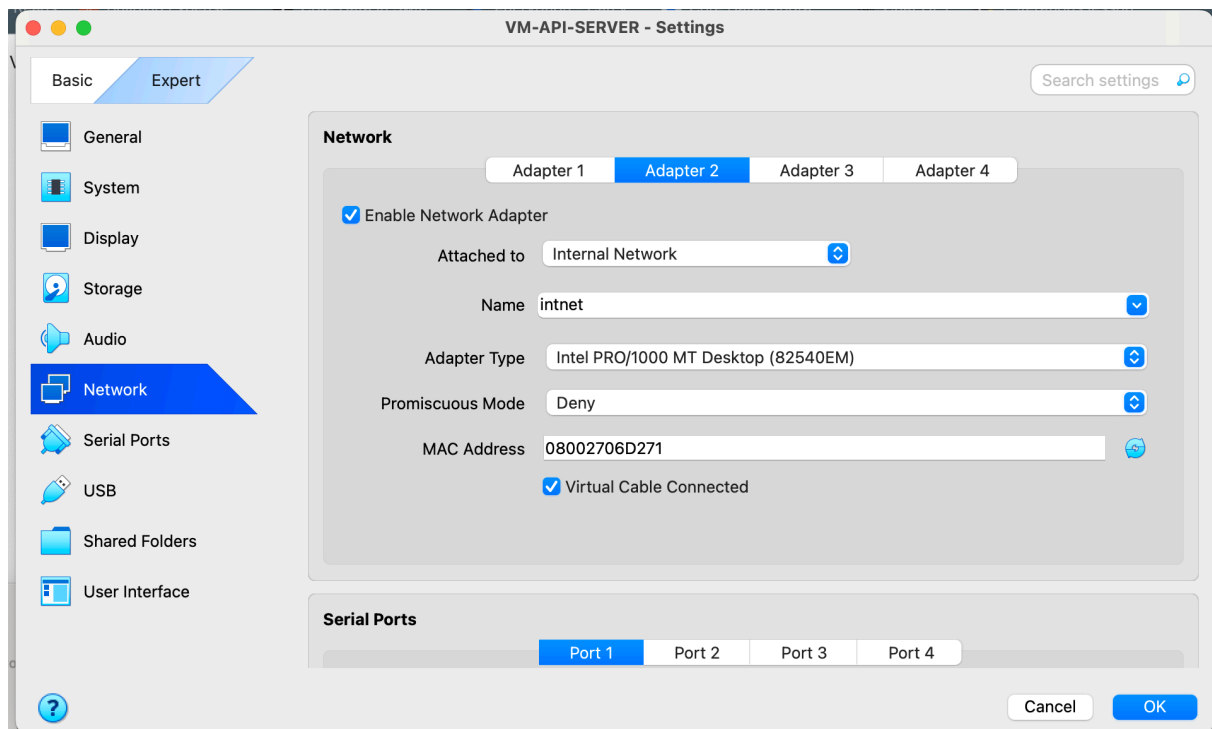 VM-API-SERVER - Settings
Basic
Expert
Search settings
General
System
Display
Storage
Audio
Network
Serial Ports
USB
Shared Folders
User Interface
Network
Adapter 1
Adapter 2
Adapter 3
Adapter 4
Enable Network Adapter
Attached to Internal Network
Name intnet
Adapter Type Intel PRO/1000 MT Desktop (82540EM)
Promiscuous Mode Deny
MAC Address 08002706D271
Virtual Cable Connected
Serial Ports
Port 1
Port 2
Port 3
Port 4
?
Cancel
OK